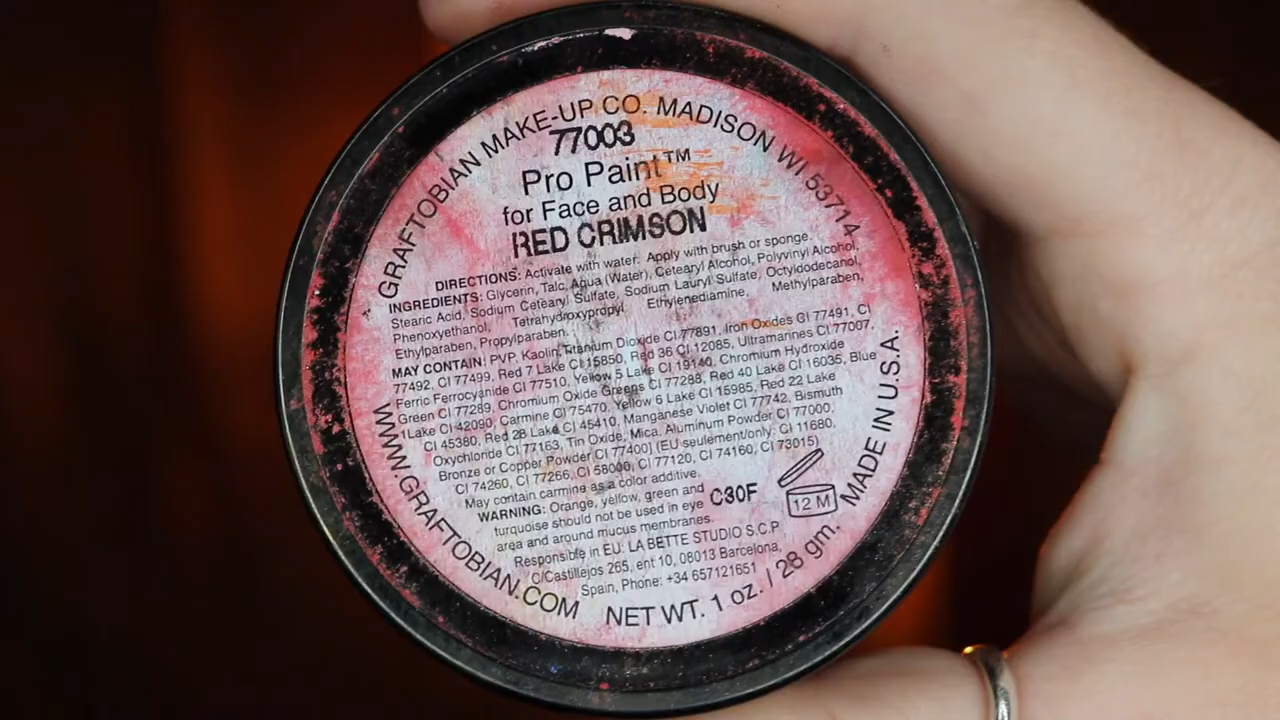 GRAFTOBIAN MAKE-UP CO. MADISON WI 53714
77003
Pro Paint™
for Face and Body
RED CRIMSON
DIRECTIONS: Activate with water. Apply with brush or sponge.
INGREDIENTS: Glycerin, Talc, Aqua (Water), Cetearyl Alcohol, Polyvinyl Alcohol,
Stearic Acid, Sodium Cetearyl Sulfate, Sodium Lauryl Sulfate, Octyldodecanol,
Phenoxyethanol, Tetrahydroxypropyl Ethylenediamine, Methylparaben,
Ethylparaben, Propylparaben.
MAY CONTAIN: PVP, Kaolin, Titanium Dioxide CI 77891, Iron Oxides CI 77491, CI
77492, CI 77499, Red 7 Lake CI 15850, Red 36 CI 12085, Ultramarines CI 77007,
Ferric Ferrocyanide CI 77510, Yellow 5 Lake CI 19140, Chromium Hydroxide
Green CI 77289, Chromium Oxide Greens CI 77288, Red 40 Lake CI 16035, Blue
1Lake CI 42090, Carmine CI 75470, Yellow 6 Lake CI 15985, Red 22 Lake
CI 45380, Red 28 Lake CI 45410, Manganese Violet CI 77742, Bismuth
Oxychloride CI 77163, Tin Oxide, Mica, Aluminum Powder CI 77000,
Bronze or Copper Powder CI 77400) (EU seulement/only: CI 11680,
CI 74260, CI 77266, CI 58000, CI 77120, CI 74160, CI 73015)
May contain carmine as a color additive.
WARNING: Orange, yellow, green and
turquoise should not be used in eye
area and around mucus membranes.
C30F
12 M
Responsible in EU: LA BETTE STUDIO S.C.P
C/Castillejos 265, ent 10, 08013 Barcelona,
Spain, Phone: +34 657121651
WWW.GRAFTOBIAN.COM
NET WT. 1 oz. / 28 gm.
MADE IN U.S.A.